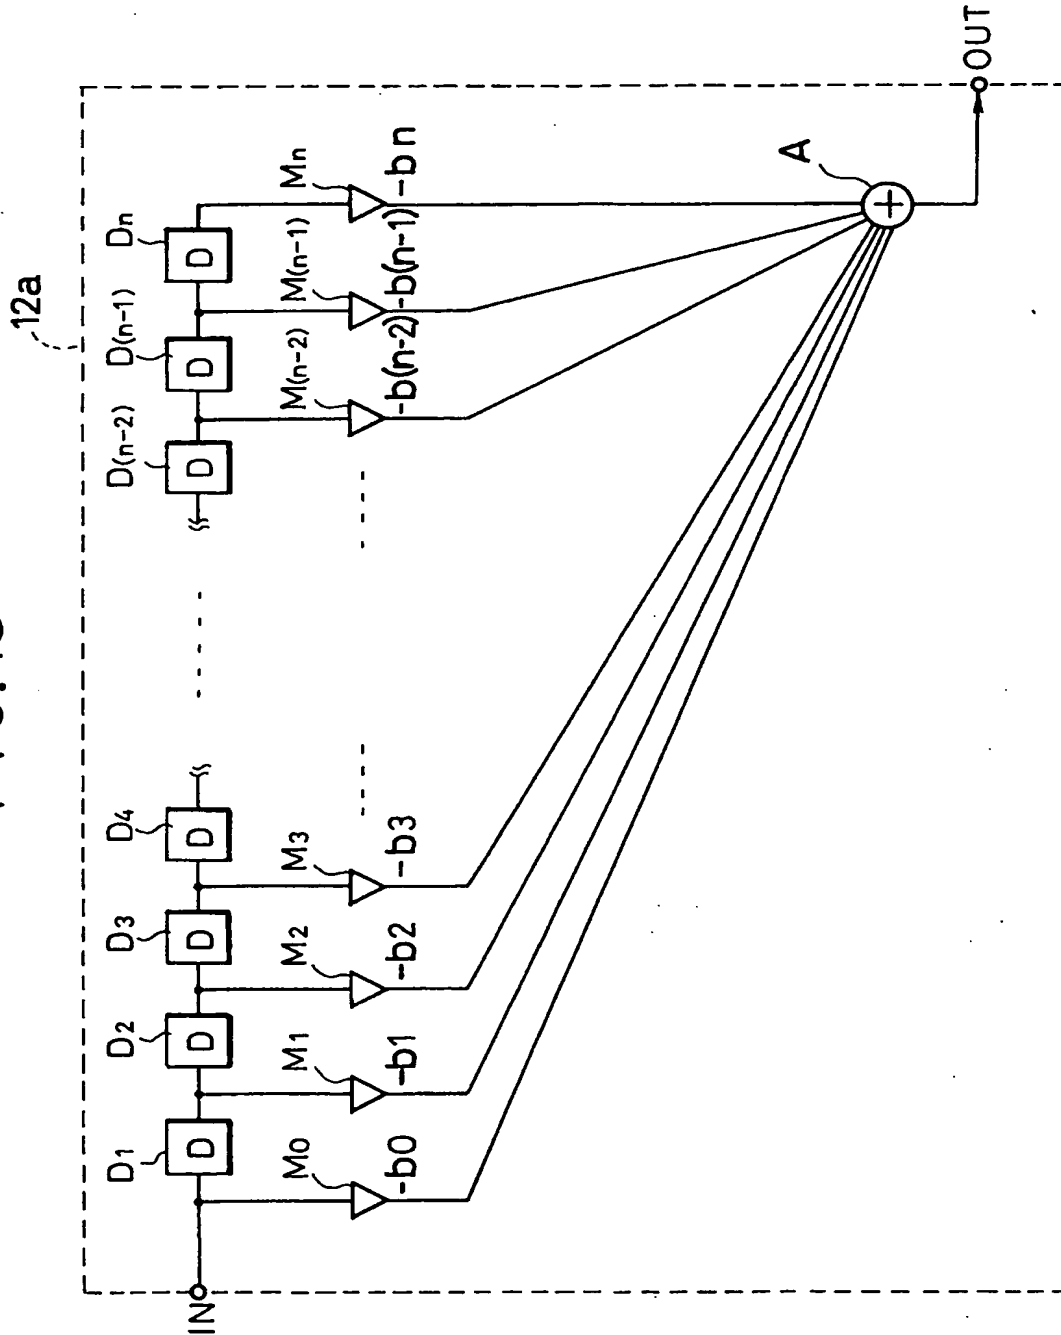 12a
IN
D1 D2 D3 D4 D(n-2) D(n-1) Dn
D D D D D D D
M0 M1 M2 M3 M(n-2) M(n-1) Mn
-b0 -b1 -b2 -b3 -b(n-2) -b(n-1) -bn
A
+
OUT